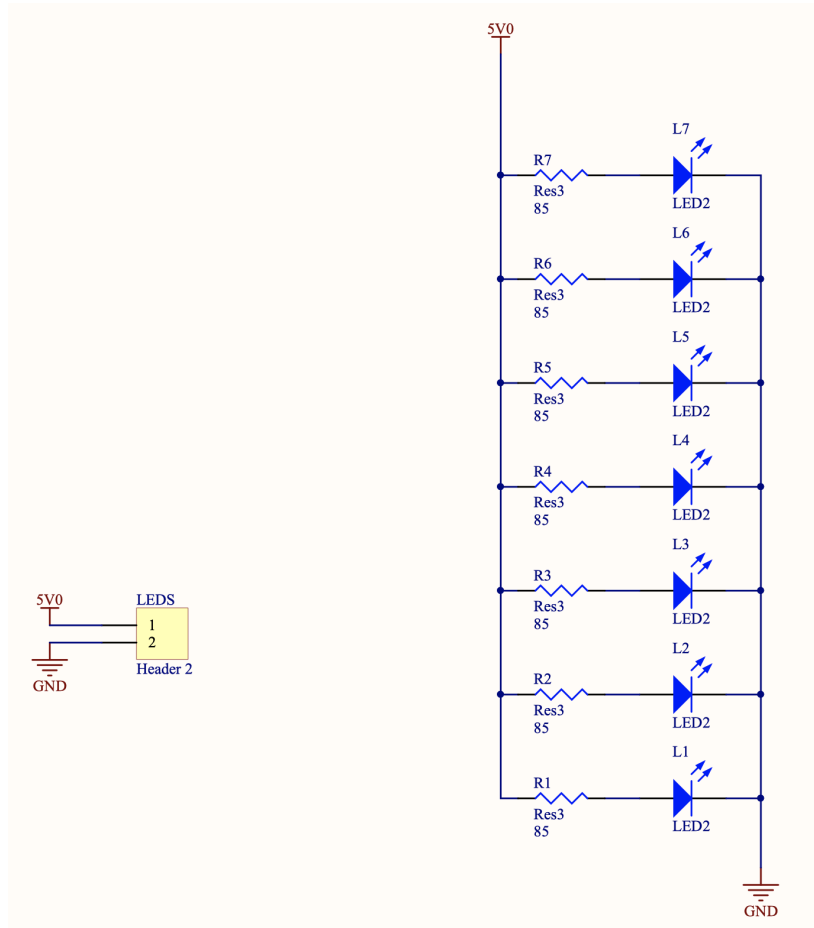 5V0
L7
R7
Res3
85
LED2
L6
R6
Res3
85
LED2
L5
R5
Res3
85
LED2
L4
R4
Res3
85
LED2
L3
R3
Res3
85
LED2
5V0
LEDS
1
2
Header 2
GND
L2
R2
Res3
85
LED2
L1
R1
Res3
85
LED2
GND